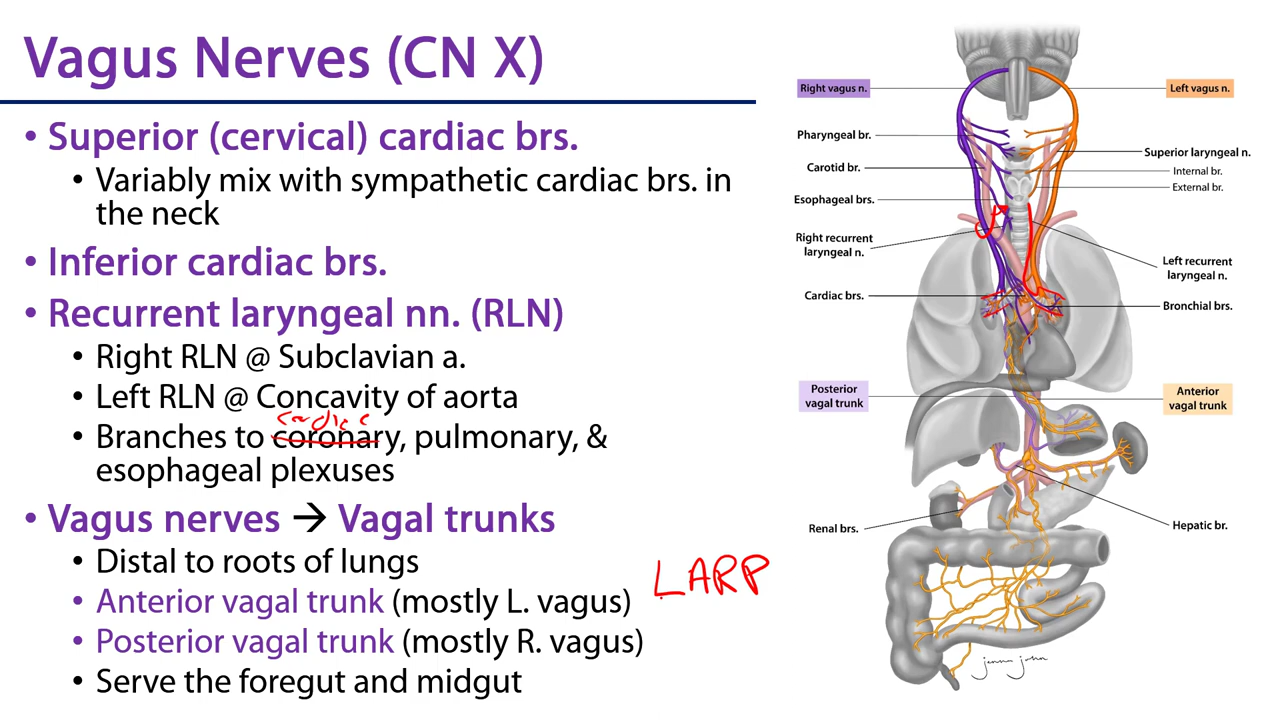 Vagus Nerves (CN X)
• Superior (cervical) cardiac brs.
• Variably mix with sympathetic cardiac brs. in
the neck
• Inferior cardiac brs.
• Recurrent laryngeal nn. (RLN)
• Right RLN @ Subclavian a.
• Left RLN @ Concavity of aorta
cardiac
• Branches to coronary, pulmonary, &
esophageal plexuses
• Vagus nerves → Vagal trunks
• Distal to roots of lungs
• Anterior vagal trunk (mostly L. vagus)
• Posterior vagal trunk (mostly R. vagus)
LARP
• Serve the foregut and midgut
Right vagus n.
Left vagus n.
Pharyngeal br.
Carotid br.
Esophageal brs.
Right recurrent
laryngeal n.
Cardiac brs.
Superior laryngeal n.
Internal br.
External br.
Left recurrent
laryngeal n.
Bronchial brs.
Posterior
vagal trunk
Anterior
vagal trunk
Renal brs.
Hepatic br.